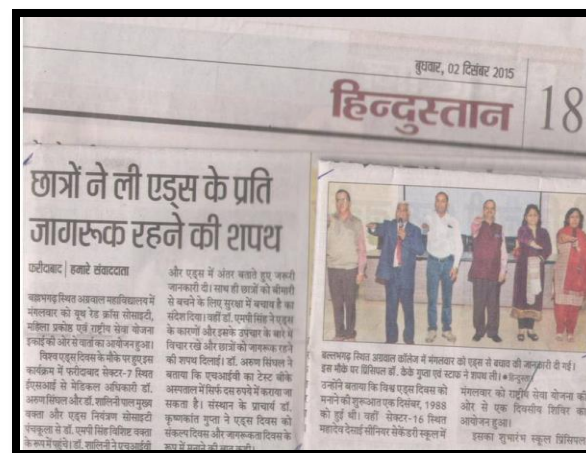 बुधवार, 02 दिसंबर 2015
हिन्दुस्तान
18
छात्रों ने ली एड्स के प्रति
जागरूक रहने की शपथ
फरीदाबाद | हमारे संवाददाता
बल्लभगढ़ स्थित अग्रवाल महाविद्यालय में
मंगलवार को यूथ रेड क्रॉस सोसाइटी,
महिला प्रकोष्ठ एवं राष्ट्रीय सेवा योजना
इकाई की ओर से वार्ता का आयोजन हुआ।
विश्व एड्स दिवस के मौके पर हुए इस
कार्यक्रम में फरीदाबाद सेक्टर-7 स्थित
ईएसआई से मेडिकल अधिकारी डॉ.
अरुण सिंघल और डॉ. शालिनी पाल मुख्य
वक्ता और एड्स नियंत्रण सोसाइटी
पंचकूला से डॉ. एमपी सिंह विशिष्ट वक्ता
के रूप में पहुंचे। डॉ. शालिनी ने एचआईवी
और एड्स में अंतर बताते हुए जरूरी
जानकारी दी। साथ ही छात्रों को बीमारी
से बचने के लिए सुरक्षा में बचाव है का
संदेश दिया। वहीं डॉ. एमपी सिंह ने एड्स
के कारणों और इसके उपचार के बारे में
विचार रखे और छात्रों को जागरूक रहने
की शपथ दिलाई। डॉ. अरुण सिंघल ने
बताया कि एचआईवी का टेस्ट बीके
अस्पताल में सिर्फ दस रुपये में कराया जा
सकता है। संस्थान के प्राचार्य डॉ.
कृष्णकांत गुप्ता ने एड्स दिवस को
संकल्प दिवस और जागरूकता दिवस के
रूप में मनाने की बात कही।
बल्लभगढ़ स्थित अग्रवाल कॉलेज में मंगलवार को एड्स से बचाव की जानकारी दी गई।
इस मौके पर प्रिंसिपल डॉ. केके गुप्ता एवं स्टाफ ने शपथ ली। ● हिन्दुस्तान
उन्होंने बताया कि विश्व एड्स दिवस को
मनाने की शुरुआत एक दिसंबर, 1988
को हुई थी। वहीं सेक्टर-16 स्थित
महादेव देसाई सीनियर सेकेंडरी स्कूल में
मंगलवार को राष्ट्रीय सेवा योजना की
ओर से एक दिवसीय शिविर का
आयोजन हुआ।
इसका शुभारंभ स्कूल प्रिंसिपल